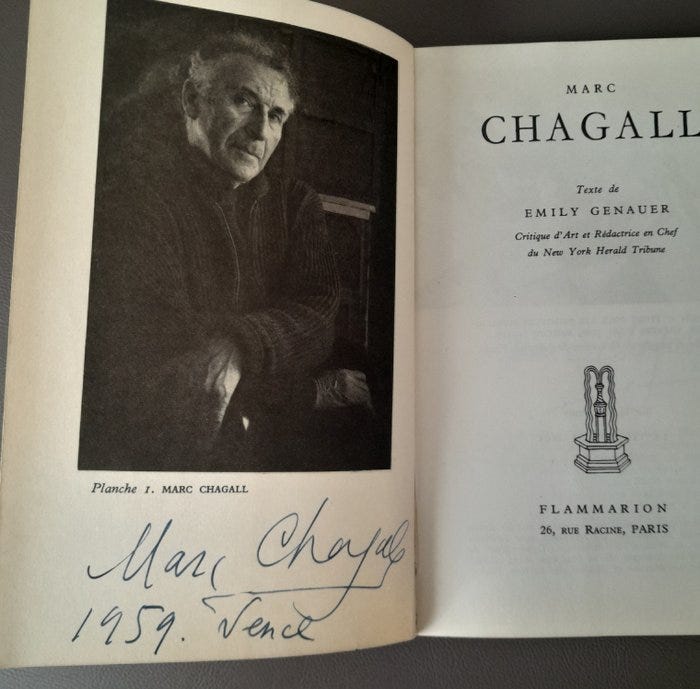 Planche 1. MARC CHAGALL
Marc Chagall
1959. Vence
MARC
CHAGALL
Texte de
EMILY GENAUER
Critique d'Art et Rédactrice en Chef
du New York Herald Tribune
FLAMMARION
26, RUE RACINE, PARIS